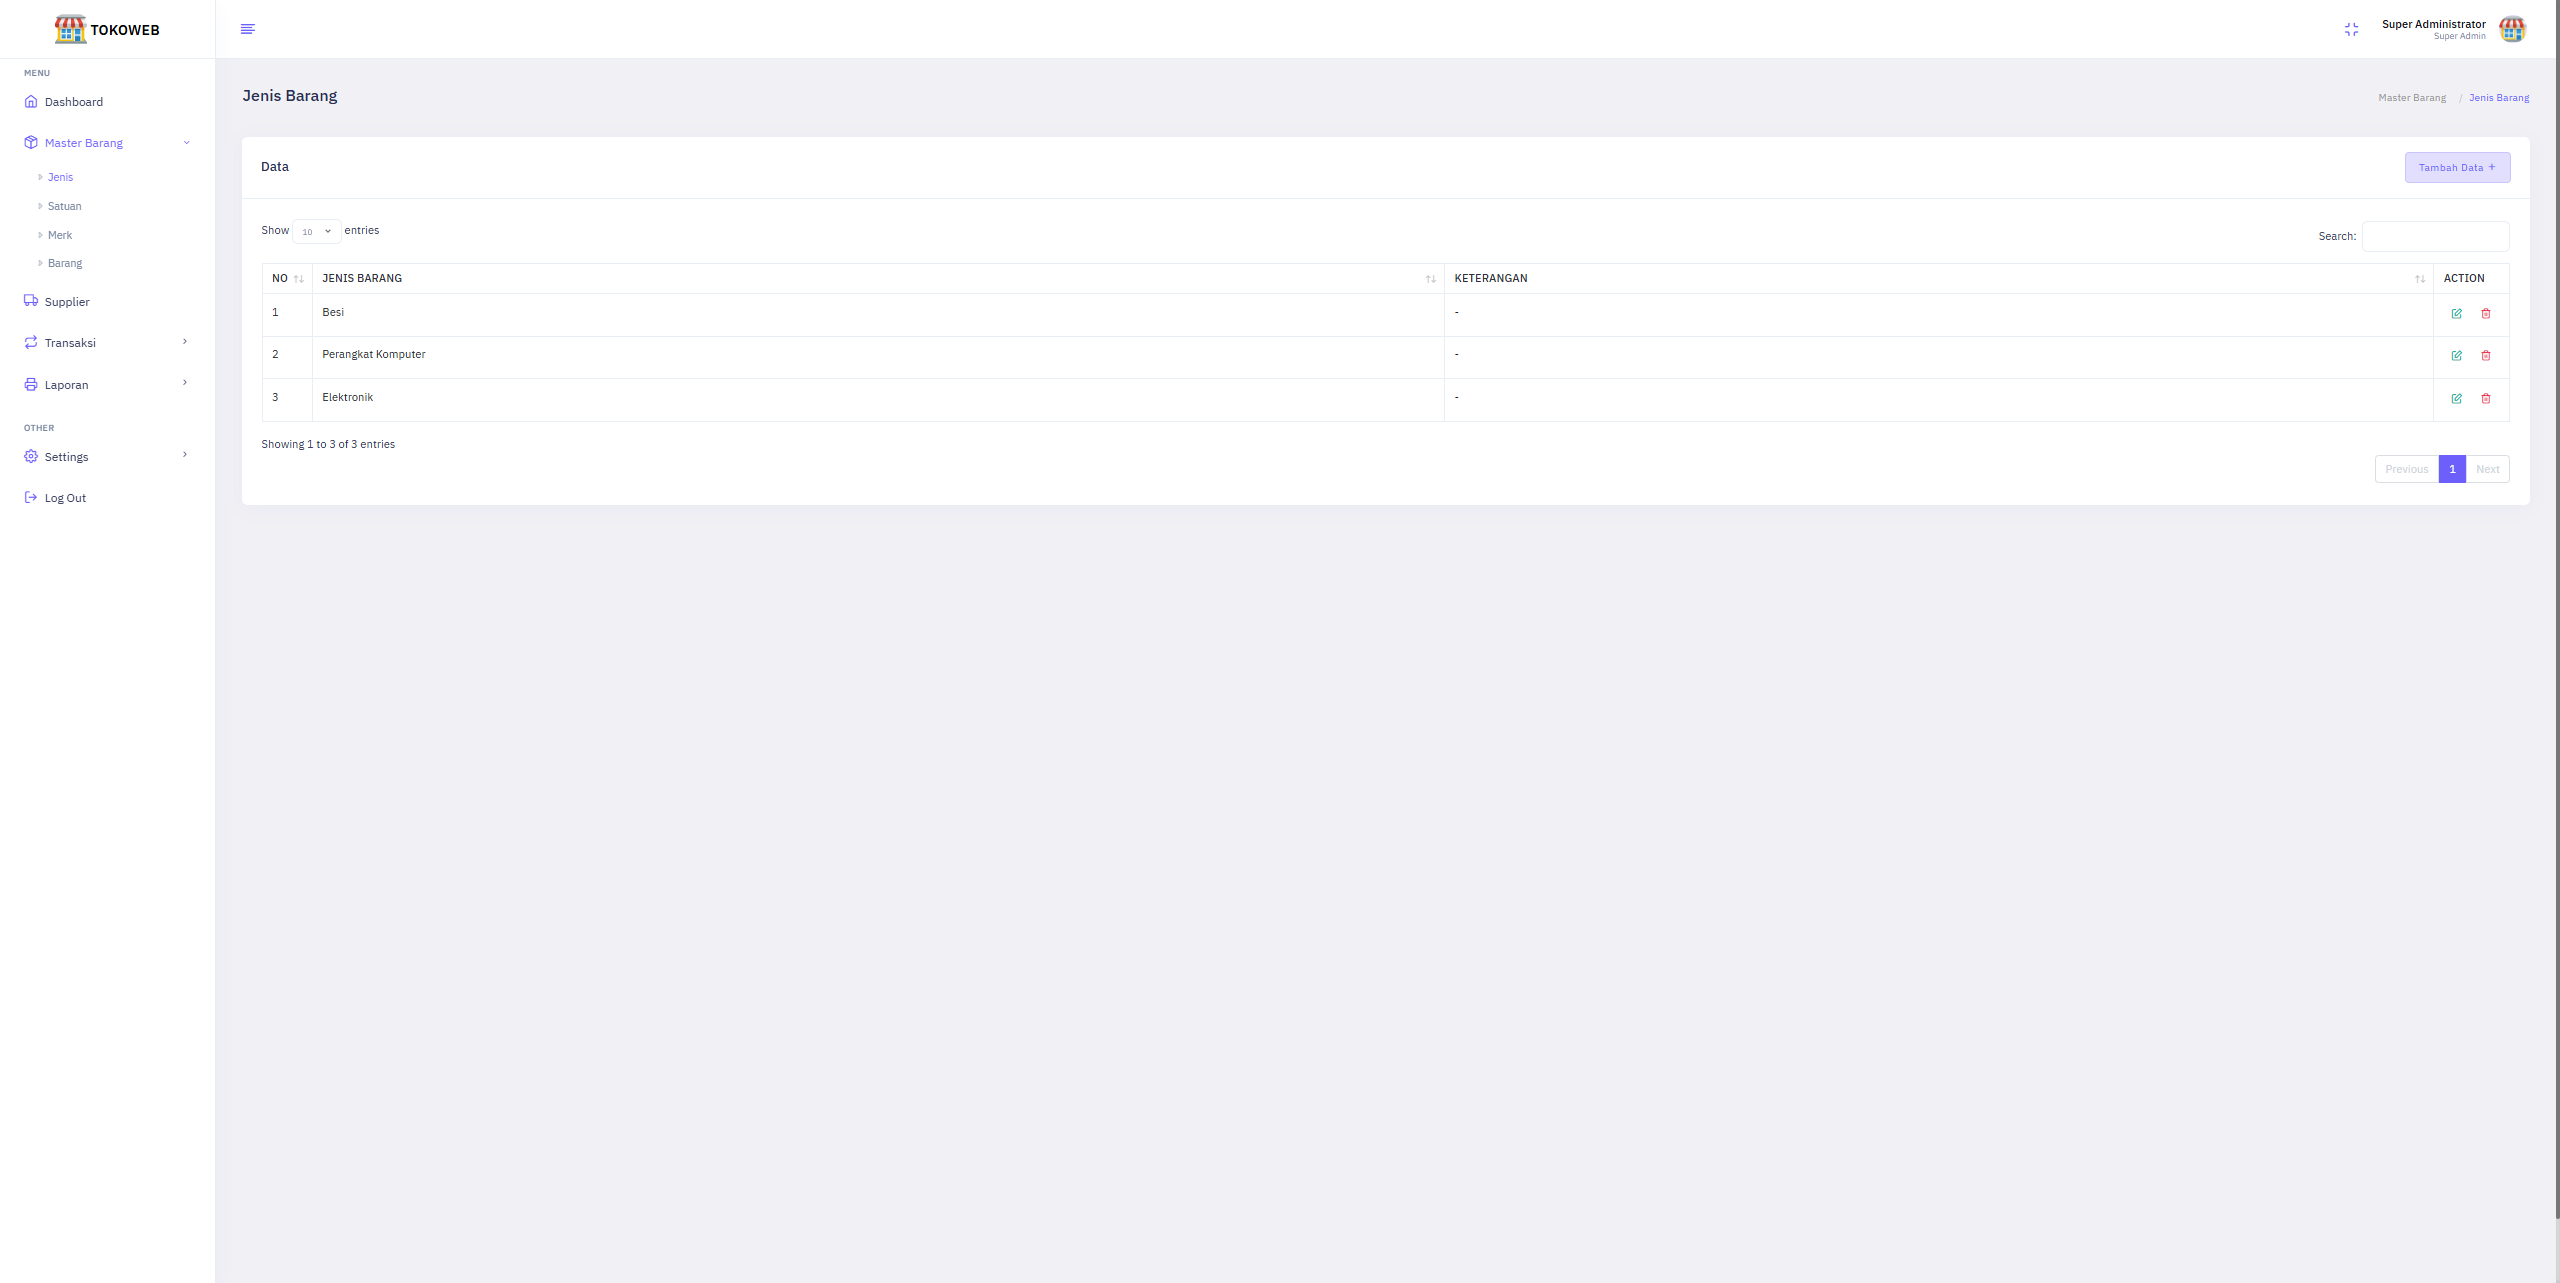 TOKOWEB
Super Administrator
Super Admin
MENU
Dashboard
Master Barang
Jenis
Satuan
Merk
Barang
Supplier
Transaksi
Laporan
OTHER
Settings
Log Out
Jenis Barang
Master Barang / Jenis Barang
Data
Tambah Data +
Show 10 entries
Search:
NO JENIS BARANG KETERANGAN ACTION
1 Besi -
2 Perangkat Komputer -
3 Elektronik -
Showing 1 to 3 of 3 entries
Previous 1 Next